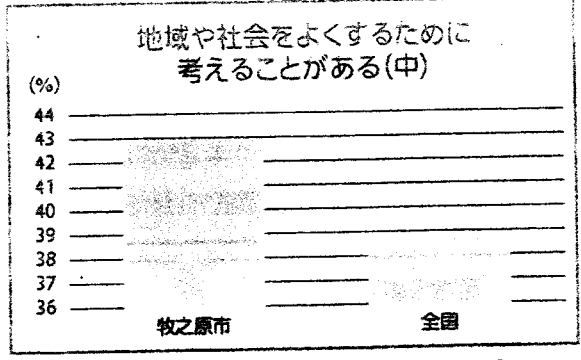 地域や社会をよくするために
考えることがある(中)
(%)
44
43
42
41
40
39
38
37
36
牧之原市
全国